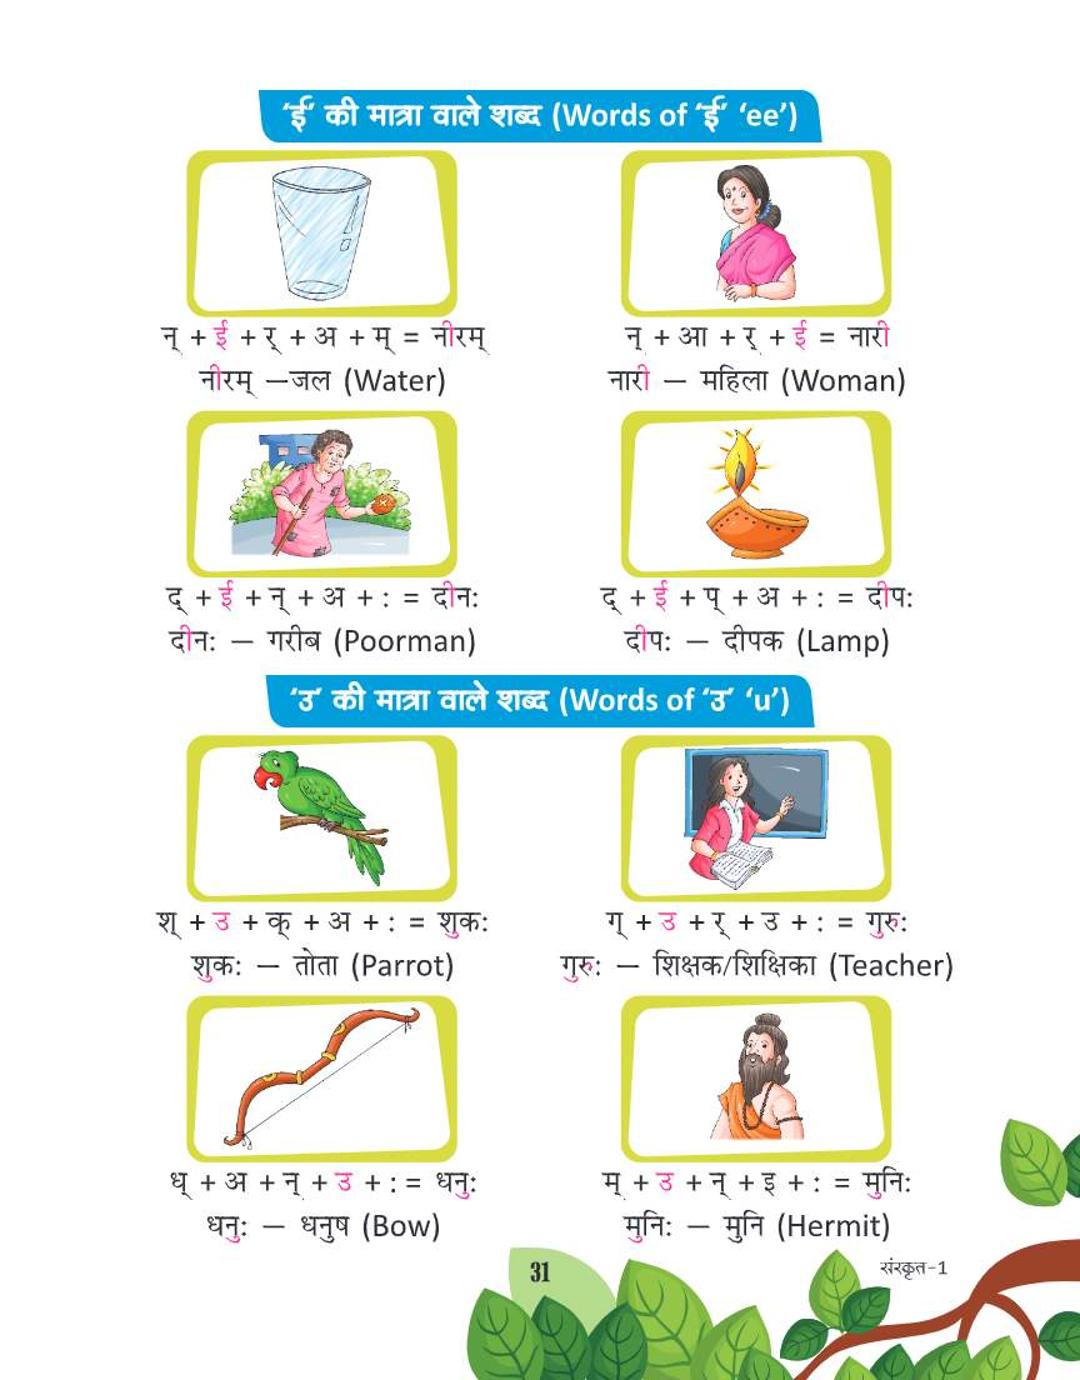 ‘ई’ की मात्रा वाले शब्द (Words of ‘ई’ ‘ee’)
न् + ई + र् + अ + म् = नीरम्
नीरम् —जल (Water)
न् + आ + र् + ई = नारी
नारी — महिला (Woman)
द् + ई + न् + अ + : = दीन:
दीन: — गरीब (Poorman)
द् + ई + प् + अ + : = दीप:
दीप: — दीपक (Lamp)
‘उ’ की मात्रा वाले शब्द (Words of ‘उ’ ‘u’)
श् + उ + क् + अ + : = शुक:
शुक: — तोता (Parrot)
ग् + उ + र् + उ + : = गुरु:
गुरु: — शिक्षक/शिक्षिका (Teacher)
ध् + अ + न् + उ + : = धनु:
धनु: — धनुष (Bow)
म् + उ + न् + इ + : = मुनि:
मुनि: — मुनि (Hermit)
31
संस्कृत-1